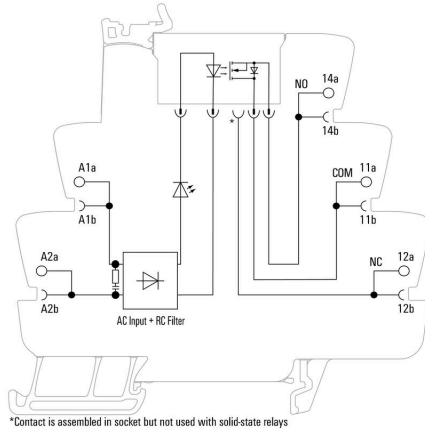 NO
14a
14b
*
A1a
A1b
COM
11a
11b
A2a
A2b
NC
12a
12b
AC Input + RC Filter
*Contact is assembled in socket but not used with solid-state relays